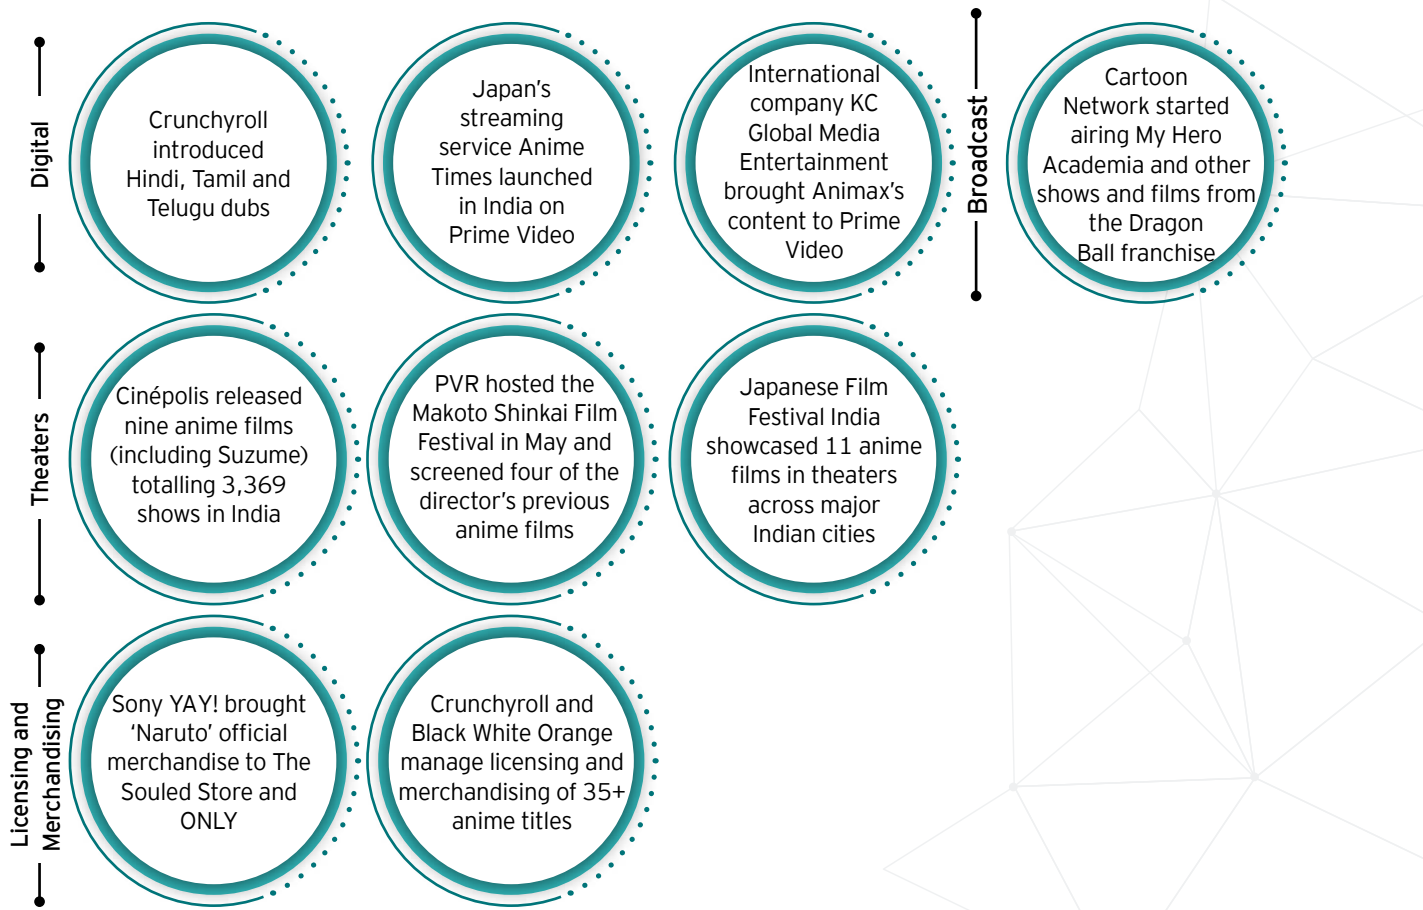 Digital
Crunchyroll
introduced
Hindi, Tamil and
Telugu dubs
Japan’s
streaming
service Anime
Times launched
in India on
Prime Video
International
company KC
Global Media
Entertainment
brought Animax’s
content to Prime
Video
Broadcast
Cartoon
Network started
airing My Hero
Academia and other
shows and films from
the Dragon
Ball franchise
Theaters
Cinépolis released
nine anime films
(including Suzume)
totalling 3,369
shows in India
PVR hosted the
Makoto Shinkai Film
Festival in May and
screened four of the
director’s previous
anime films
Japanese Film
Festival India
showcased 11 anime
films in theaters
across major
Indian cities
Licensing and
Merchandising
Sony YAY! brought
‘Naruto’ official
merchandise to The
Souled Store and
ONLY
Crunchyroll and
Black White Orange
manage licensing and
merchandising of 35+
anime titles